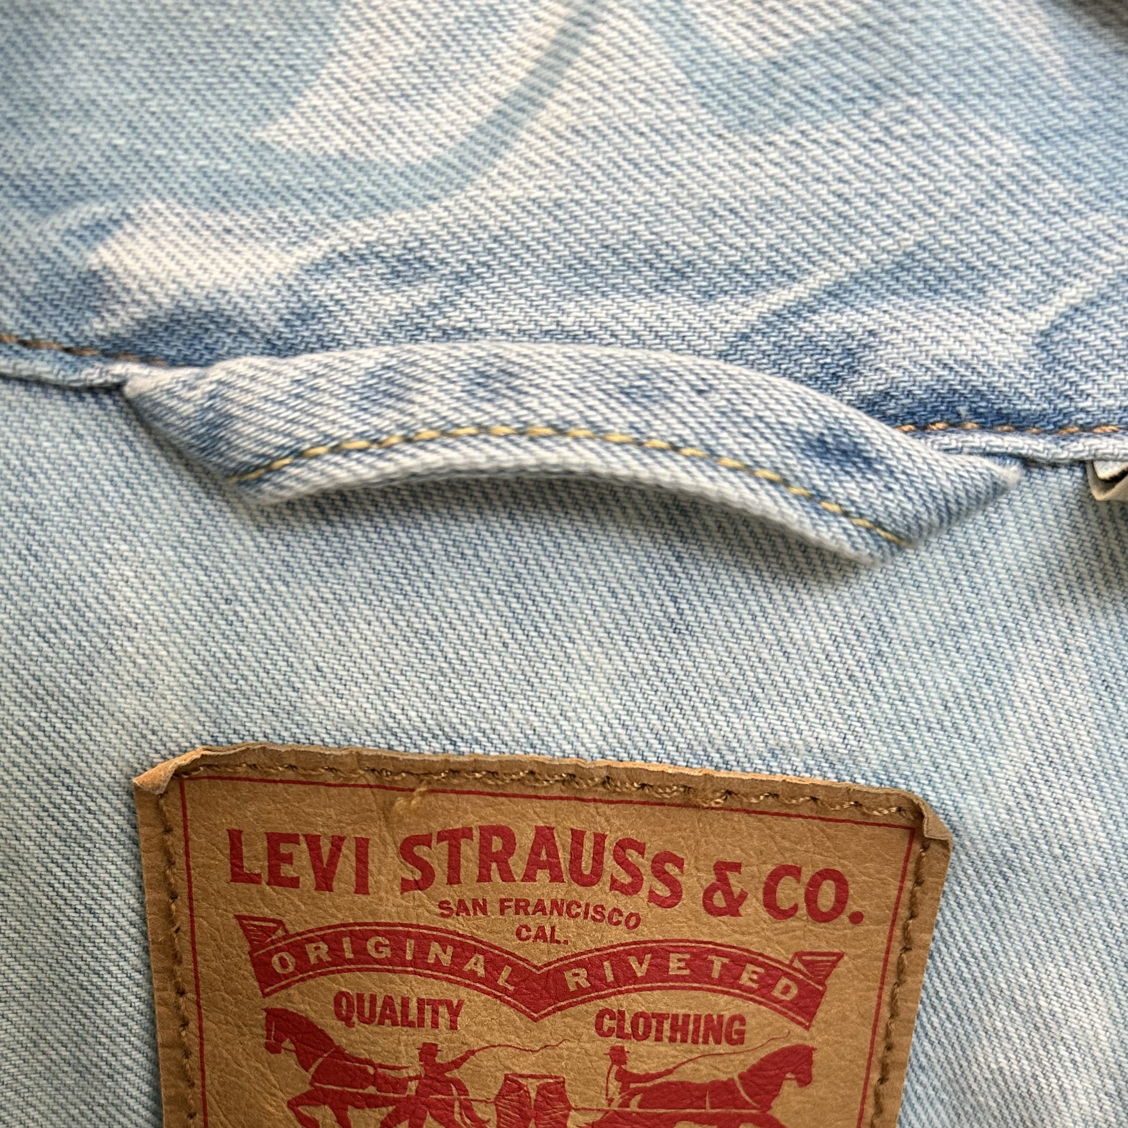 LEVI STRAUSS & CO.
SAN FRANCISCO
CAL.
ORIGINAL RIVETED
QUALITY CLOTHING